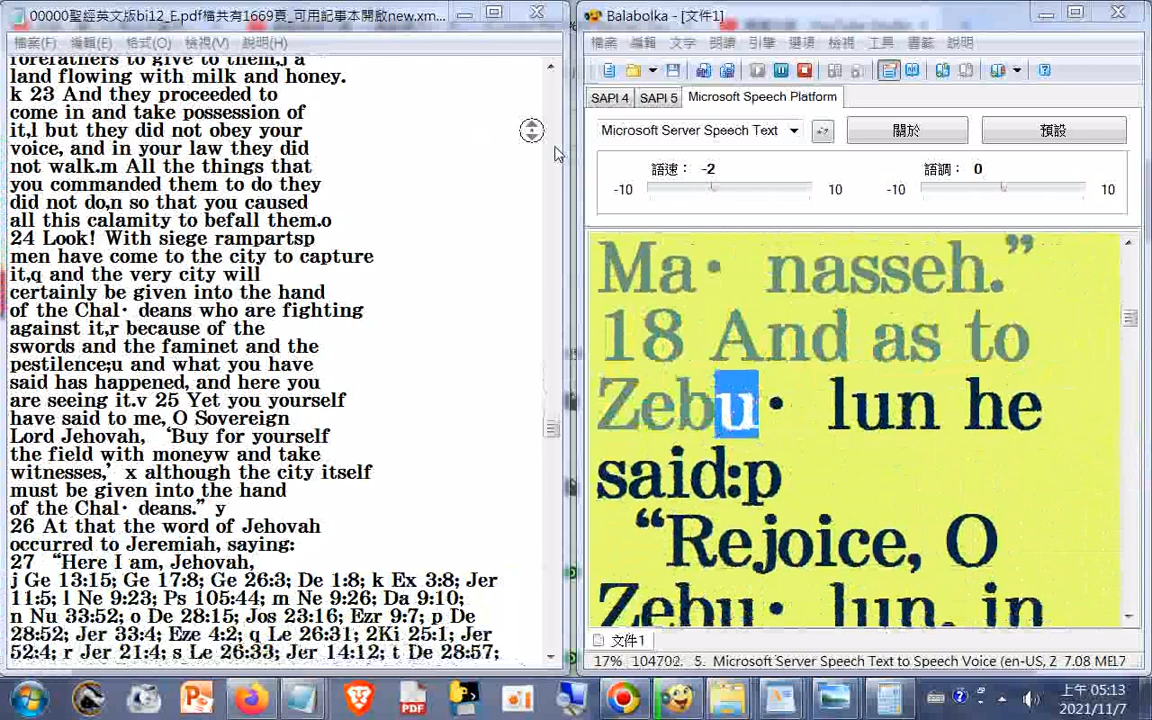 00000聖經英文版bi12_E.pdf檔共有1669頁_可用記事本開啟new.xm...
檔案(F) 編輯(E) 格式(O) 檢視(V) 說明(H)
forefathers to give to them,j a
land flowing with milk and honey.
k 23 And they proceeded to
come in and take possession of
it,l but they did not obey your
voice, and in your law they did
not walk.m All the things that
you commanded them to do they
did not do,n so that you caused
all this calamity to befall them.o
24 Look! With siege rampartsp
men have come to the city to capture
it,q and the very city will
certainly be given into the hand
of the Chal· deans who are fighting
against it,r because of the
swords and the faminet and the
pestilence;u and what you have
said has happened, and here you
are seeing it.v 25 Yet you yourself
have said to me, O Sovereign
Lord Jehovah, ‘Buy for yourself
the field with moneyw and take
witnesses,’ x although the city itself
must be given into the hand
of the Chal· deans.” y
26 At that the word of Jehovah
occurred to Jeremiah, saying:
27 “Here I am, Jehovah,
j Ge 13:15; Ge 17:8; Ge 26:3; De 1:8; k Ex 3:8; Jer
11:5; l Ne 9:23; Ps 105:44; m Ne 9:26; Da 9:10;
n Nu 33:52; o De 28:15; Jos 23:16; Ezr 9:7; p De
28:52; Jer 33:4; Eze 4:2; q Le 26:31; 2Ki 25:1; Jer
52:4; r Jer 21:4; s Le 26:33; Jer 14:12; t De 28:57;
Balabolka - [文件1]
檔案 編輯 文字 朗讀 引擎 選項 檢視 工具 書籤 說明
SAPI 4 SAPI 5 Microsoft Speech Platform
Microsoft Server Speech Text 關於 預設
語速： -2 語調： 0
-10 10 -10 10
Ma· nasseh.”
18 And as to
Zebu· lun he
said:p
“Rejoice, O
Zebu· lun, in
文件1
17% 104702. 5. Microsoft Server Speech Text to Speech Voice (en-US, 2 7.08 ME17
PDF
上午 05:13
2021/11/7